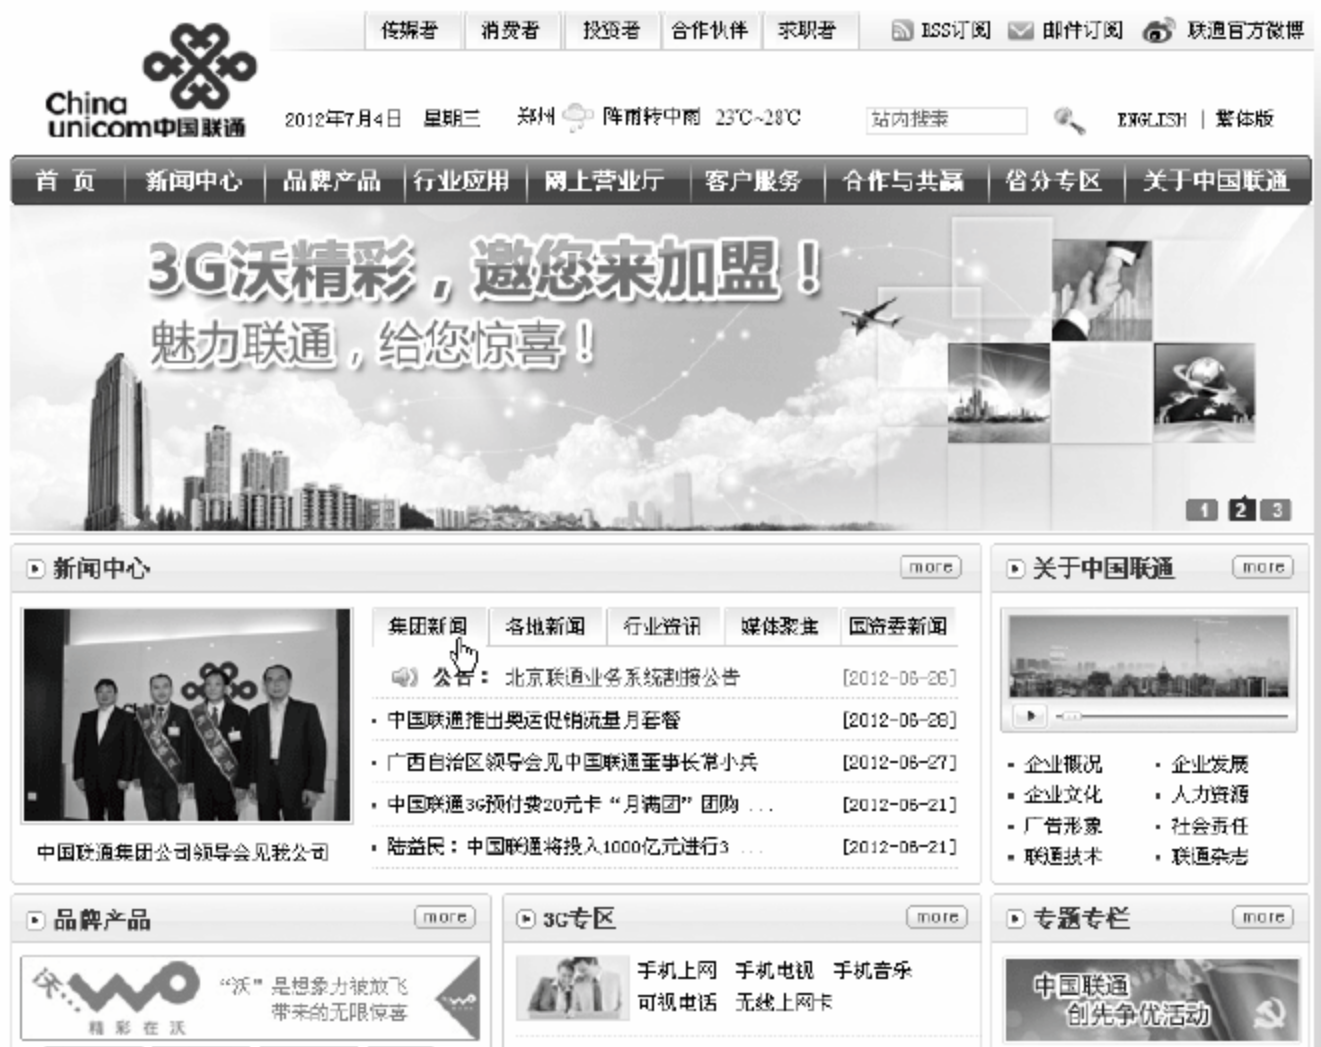 传媒者 消费者 投资者 合作伙伴 求职者 RSS订阅 邮件订阅 联通官方微博
China unicom中国联通
2012年7月4日 星期三 郑州 阵雨转中雨 23℃~28℃ 站内搜索 ENGLISH | 繁体版
首 页 新闻中心 品牌产品 行业应用 网上营业厅 客户服务 合作与共赢 省分专区 关于中国联通
3G沃精彩，邀您来加盟！
魅力联通，给您惊喜！
1 2 3
新闻中心 more
集团新闻 各地新闻 行业资讯 媒体聚焦 国资委新闻
公告： 北京联通业务系统割接公告 [2012-06-26]
中国联通推出奥运促销流量月套餐 [2012-06-28]
广西自治区领导会见中国联通董事长常小兵 [2012-06-27]
中国联通3G预付费20元卡“月满团”团购 ... [2012-06-21]
陆益民：中国联通将投入1000亿元进行3 ... [2012-06-21]
中国联通集团公司领导会见我公司
关于中国联通 more
企业概况 企业发展
企业文化 人力资源
广告形象 社会责任
联通技术 联通杂志
品牌产品 more
沃... WO
精彩在沃
“沃”是想象力被放飞
带来的无限惊喜
wo
3G专区 more
手机上网 手机电视 手机音乐
可视电话 无线上网卡
专题专栏 more
中国联通
创先争优活动